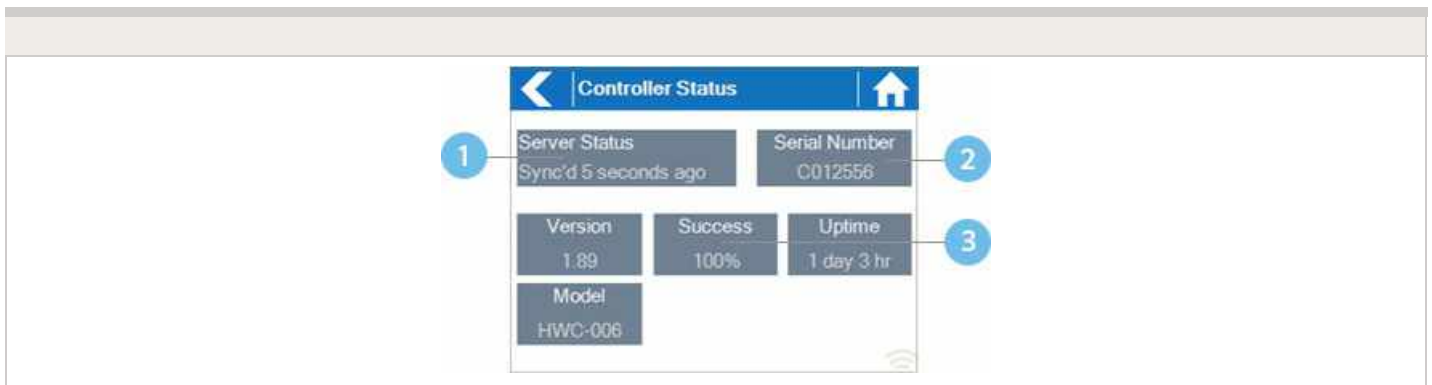 Controller Status
1
Server Status
Sync'd 5 seconds ago
Serial Number
C012556
2
Version
1.89
Success
100%
Uptime
1 day 3 hr
3
Model
HWC-006